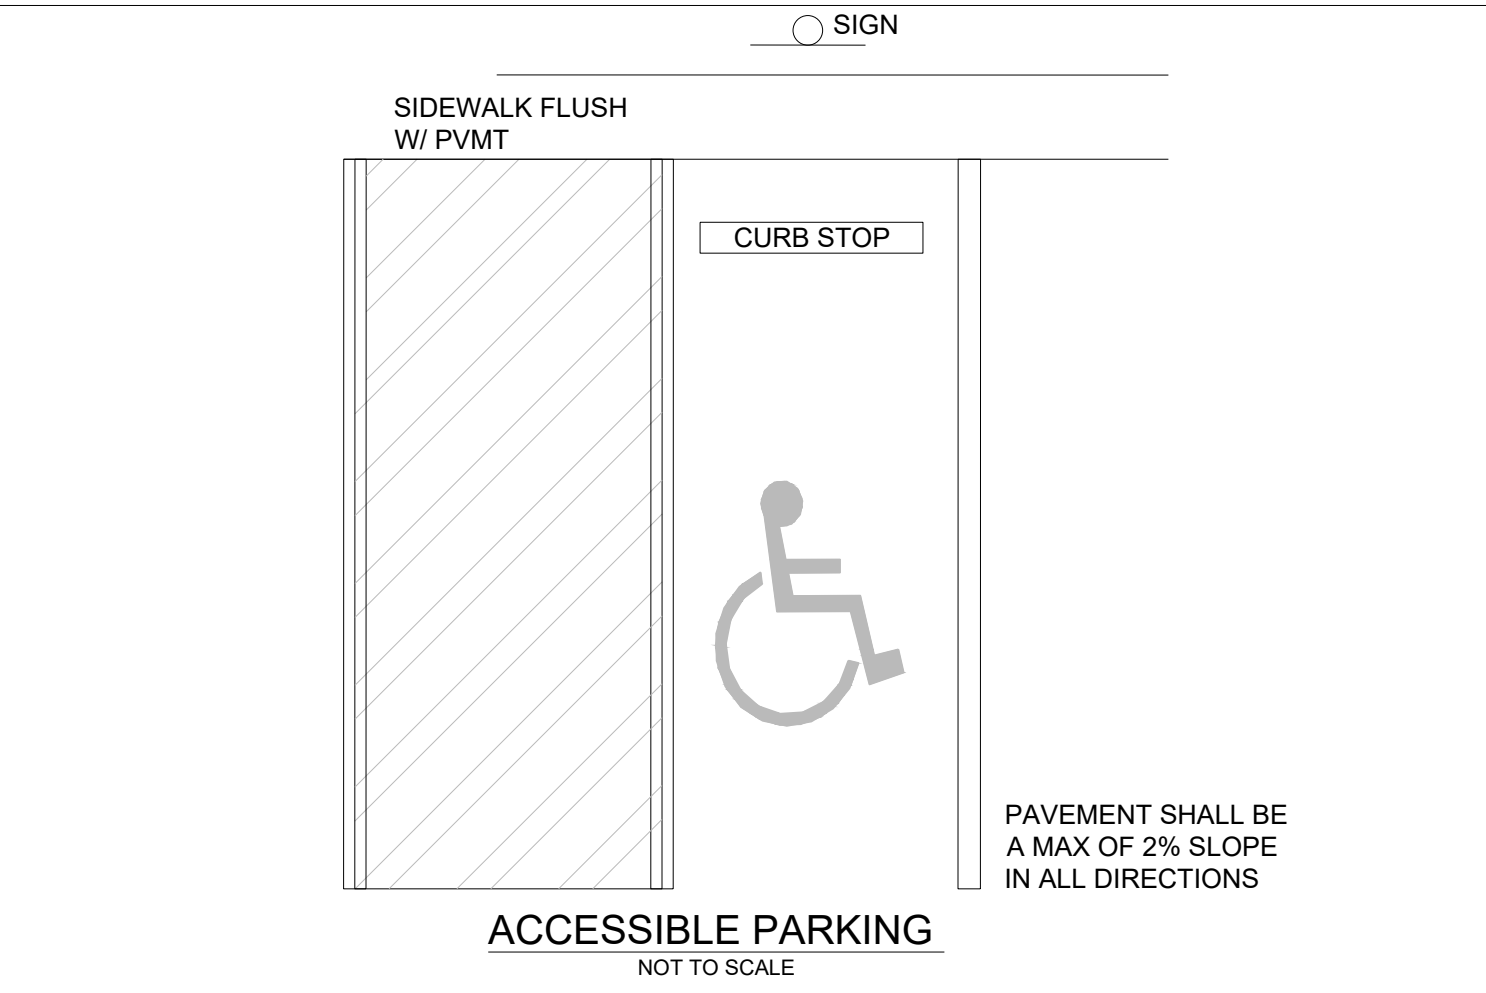 SIGN
SIDEWALK FLUSH
W/ PVMT
CURB STOP
PAVEMENT SHALL BE
A MAX OF 2% SLOPE
IN ALL DIRECTIONS
ACCESSIBLE PARKING
NOT TO SCALE